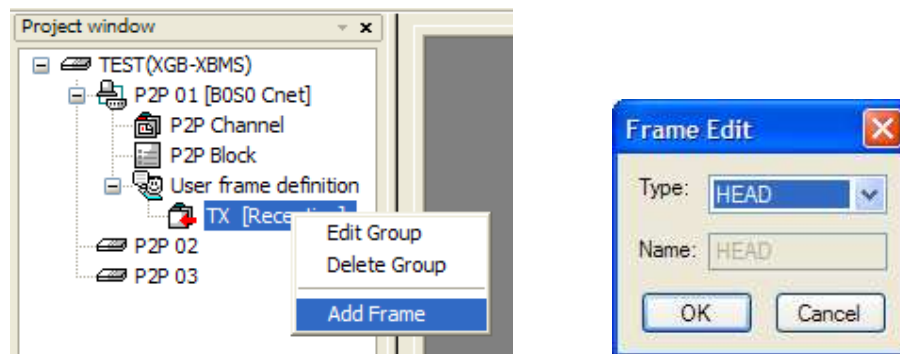 Project window
TEST(XGB-XBMS)
P2P 01 [B0S0 Cnet]
P2P Channel
P2P Block
User frame definition
TX [Rece
Edit Group
Delete Group
Add Frame
P2P 02
P2P 03
Frame Edit
Type: HEAD
Name: HEAD
OK Cancel